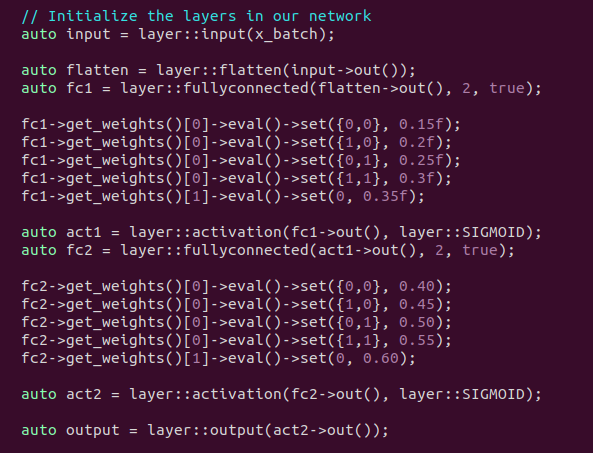 // Initialize the layers in our network
auto input = layer::input(x_batch);
auto flatten = layer::flatten(input->out());
auto fc1 = layer::fullyconnected(flatten->out(), 2, true);
fc1->get_weights()[0]->eval()->set({0,0}, 0.15f);
fc1->get_weights()[0]->eval()->set({1,0}, 0.2f);
fc1->get_weights()[0]->eval()->set({0,1}, 0.25f);
fc1->get_weights()[0]->eval()->set({1,1}, 0.3f);
fc1->get_weights()[1]->eval()->set(0, 0.35f);
auto act1 = layer::activation(fc1->out(), layer::SIGMOID);
auto fc2 = layer::fullyconnected(act1->out(), 2, true);
fc2->get_weights()[0]->eval()->set({0,0}, 0.40);
fc2->get_weights()[0]->eval()->set({1,0}, 0.45);
fc2->get_weights()[0]->eval()->set({0,1}, 0.50);
fc2->get_weights()[0]->eval()->set({1,1}, 0.55);
fc2->get_weights()[1]->eval()->set(0, 0.60);
auto act2 = layer::activation(fc2->out(), layer::SIGMOID);
auto output = layer::output(act2->out());